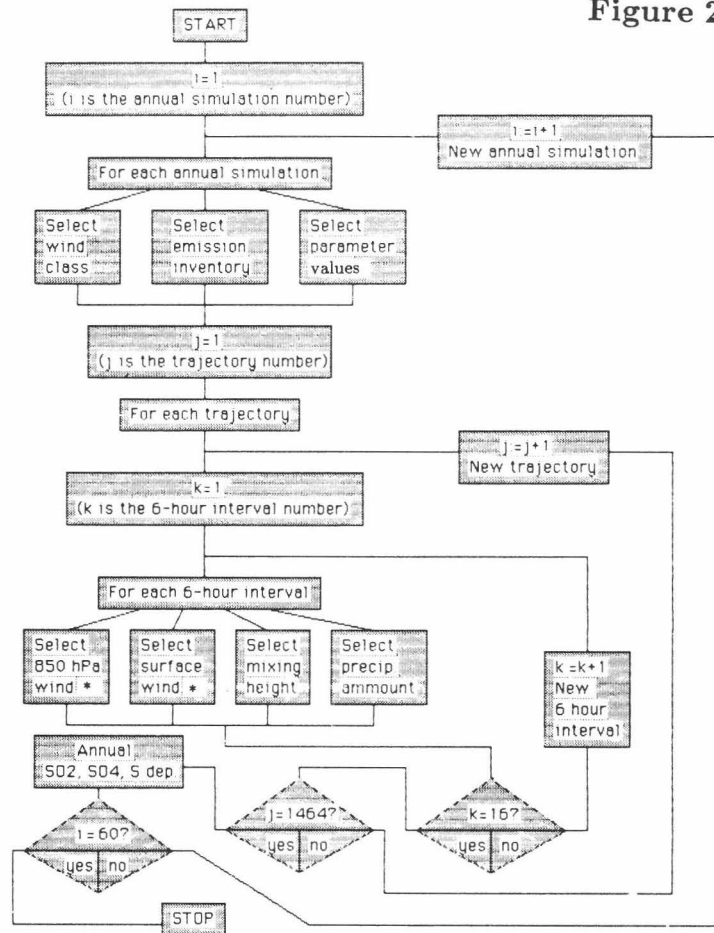 Figure 2
START
i=1
(i is the annual simulation number)
i:=i+1
New annual simulation
For each annual simulation
Select
wind
class
Select
emission
inventory
Select
parameter
values
j=1
(j is the trajectory number)
For each trajectory
j:=j+1
New trajectory
k=1
(k is the 6-hour interval number)
For each 6-hour interval
Select
850 hPa
wind *
Select
surface
wind *
Select
mixing
height
Select
precip
ammount
k =k+1
New
6 hour
interval
Annual
SO2, SO4, S dep
i=60?
yes no
j=1464?
yes no
k=16?
yes no
STOP